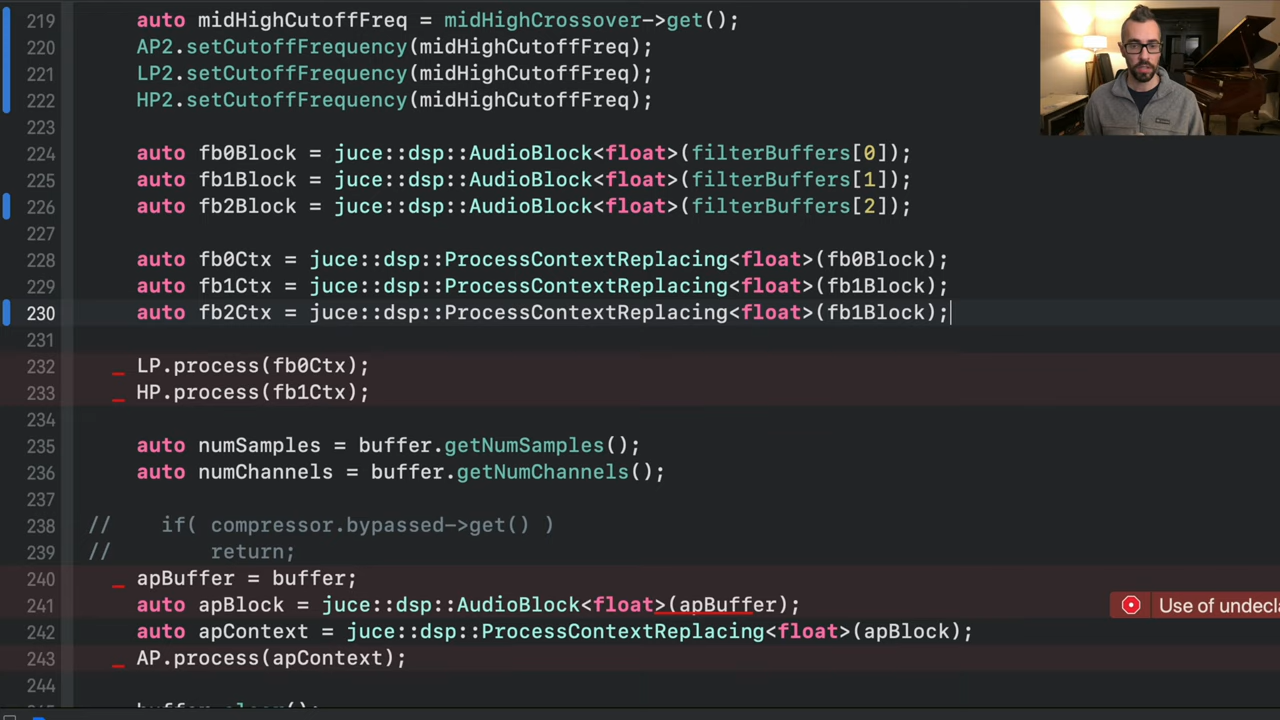 219 auto midHighCutoffFreq = midHighCrossover->get();
220 AP2.setCutoffFrequency(midHighCutoffFreq);
221 LP2.setCutoffFrequency(midHighCutoffFreq);
222 HP2.setCutoffFrequency(midHighCutoffFreq);
223
224 auto fb0Block = juce::dsp::AudioBlock<float>(filterBuffers[0]);
225 auto fb1Block = juce::dsp::AudioBlock<float>(filterBuffers[1]);
226 auto fb2Block = juce::dsp::AudioBlock<float>(filterBuffers[2]);
227
228 auto fb0Ctx = juce::dsp::ProcessContextReplacing<float>(fb0Block);
229 auto fb1Ctx = juce::dsp::ProcessContextReplacing<float>(fb1Block);
230 auto fb2Ctx = juce::dsp::ProcessContextReplacing<float>(fb1Block);
231
232 LP.process(fb0Ctx);
233 HP.process(fb1Ctx);
234
235 auto numSamples = buffer.getNumSamples();
236 auto numChannels = buffer.getNumChannels();
237
238 // if( compressor.bypassed->get() )
239 // return;
240 apBuffer = buffer;
241 auto apBlock = juce::dsp::AudioBlock<float>(apBuffer); Use of undecla
242 auto apContext = juce::dsp::ProcessContextReplacing<float>(apBlock);
243 AP.process(apContext);
244